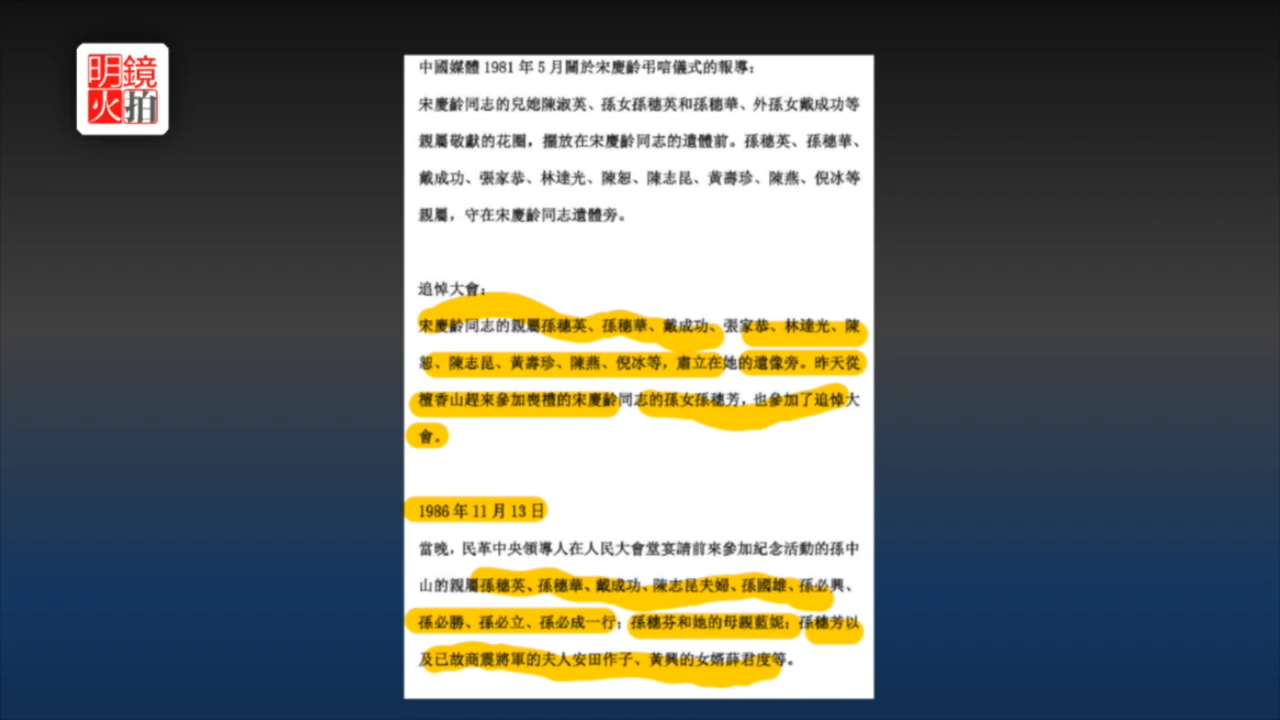 明鏡
火拍
中國媒體 1981 年 5 月關於宋慶齡弔唁儀式的報導：
宋慶齡同志的兒媳陳淑英、孫女孫穗英和孫穗華、外孫女戴成功等
親屬敬獻的花圈，擺放在宋慶齡同志的遺體前。孫穗英、孫穗華、
戴成功、張家恭、林達光、陳恕、陳志昆、黃壽珍、陳燕、倪冰等
親屬，守在宋慶齡同志遺體旁。
追悼大會：
宋慶齡同志的親屬孫穗英、孫穗華、戴成功、張家恭、林達光、陳
恕、陳志昆、黃壽珍、陳燕、倪冰等，肅立在她的遺像旁。昨天從
檀香山趕來參加喪禮的宋慶齡同志的孫女孫穗芳，也參加了追悼大
會。
1986 年 11 月 13 日
當晚，民革中央領導人在人民大會堂宴請前來參加紀念活動的孫中
山的親屬孫穗英、孫穗華、戴成功、陳志昆夫婦、孫國雄、孫必興、
孫必勝、孫必立、孫必成一行；孫穗芬和她的母親藍妮；孫穗芳以
及已故商震將軍的夫人安田作子、黃興的女婿薛君度等。